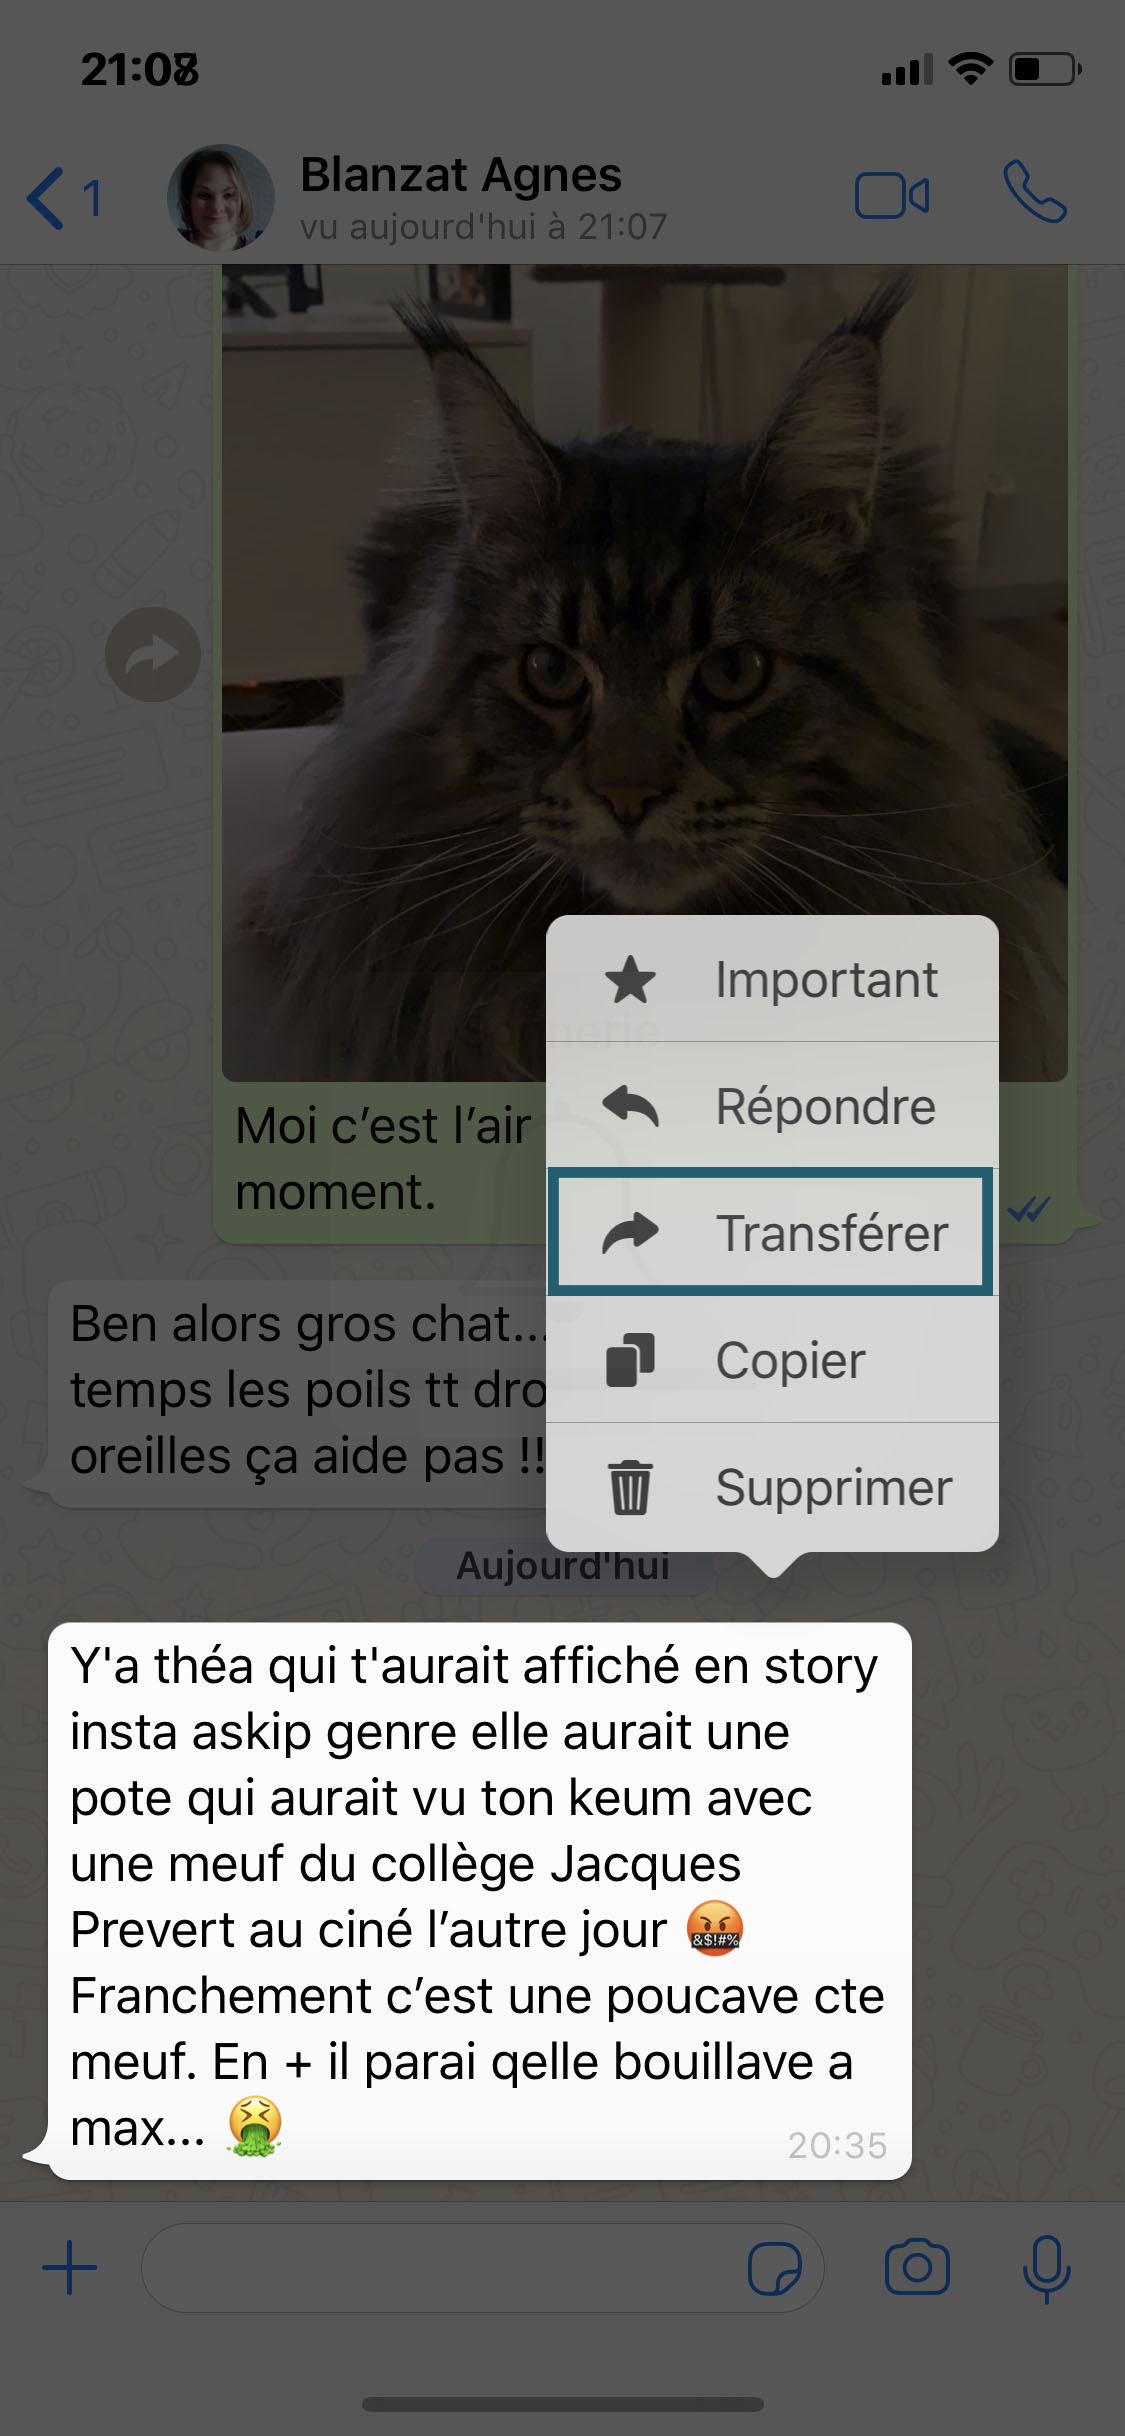 21:08
1
Blanzat Agnes
vu aujourd'hui à 21:07
Moi c’est l’air
moment.
Important
Répondre
Transférer
Copier
Supprimer
Ben alors gros chat...
temps les poils tt dro
oreilles ça aide pas !!
Aujourd'hui
Y'a théa qui t'aurait affiché en story
insta askip genre elle aurait une
pote qui aurait vu ton keum avec
une meuf du collège Jacques
Prevert au ciné l’autre jour 🤬
Franchement c’est une poucave cte
meuf. En + il parai qelle bouillave a
max... 🤮
20:35